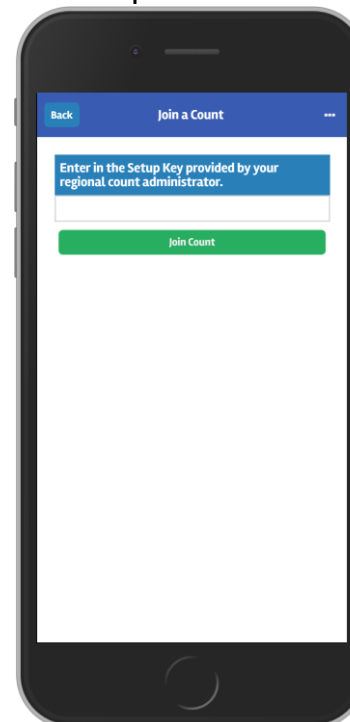 Back
Join a Count
...
Enter in the Setup Key provided by your
regional count administrator.
Join Count